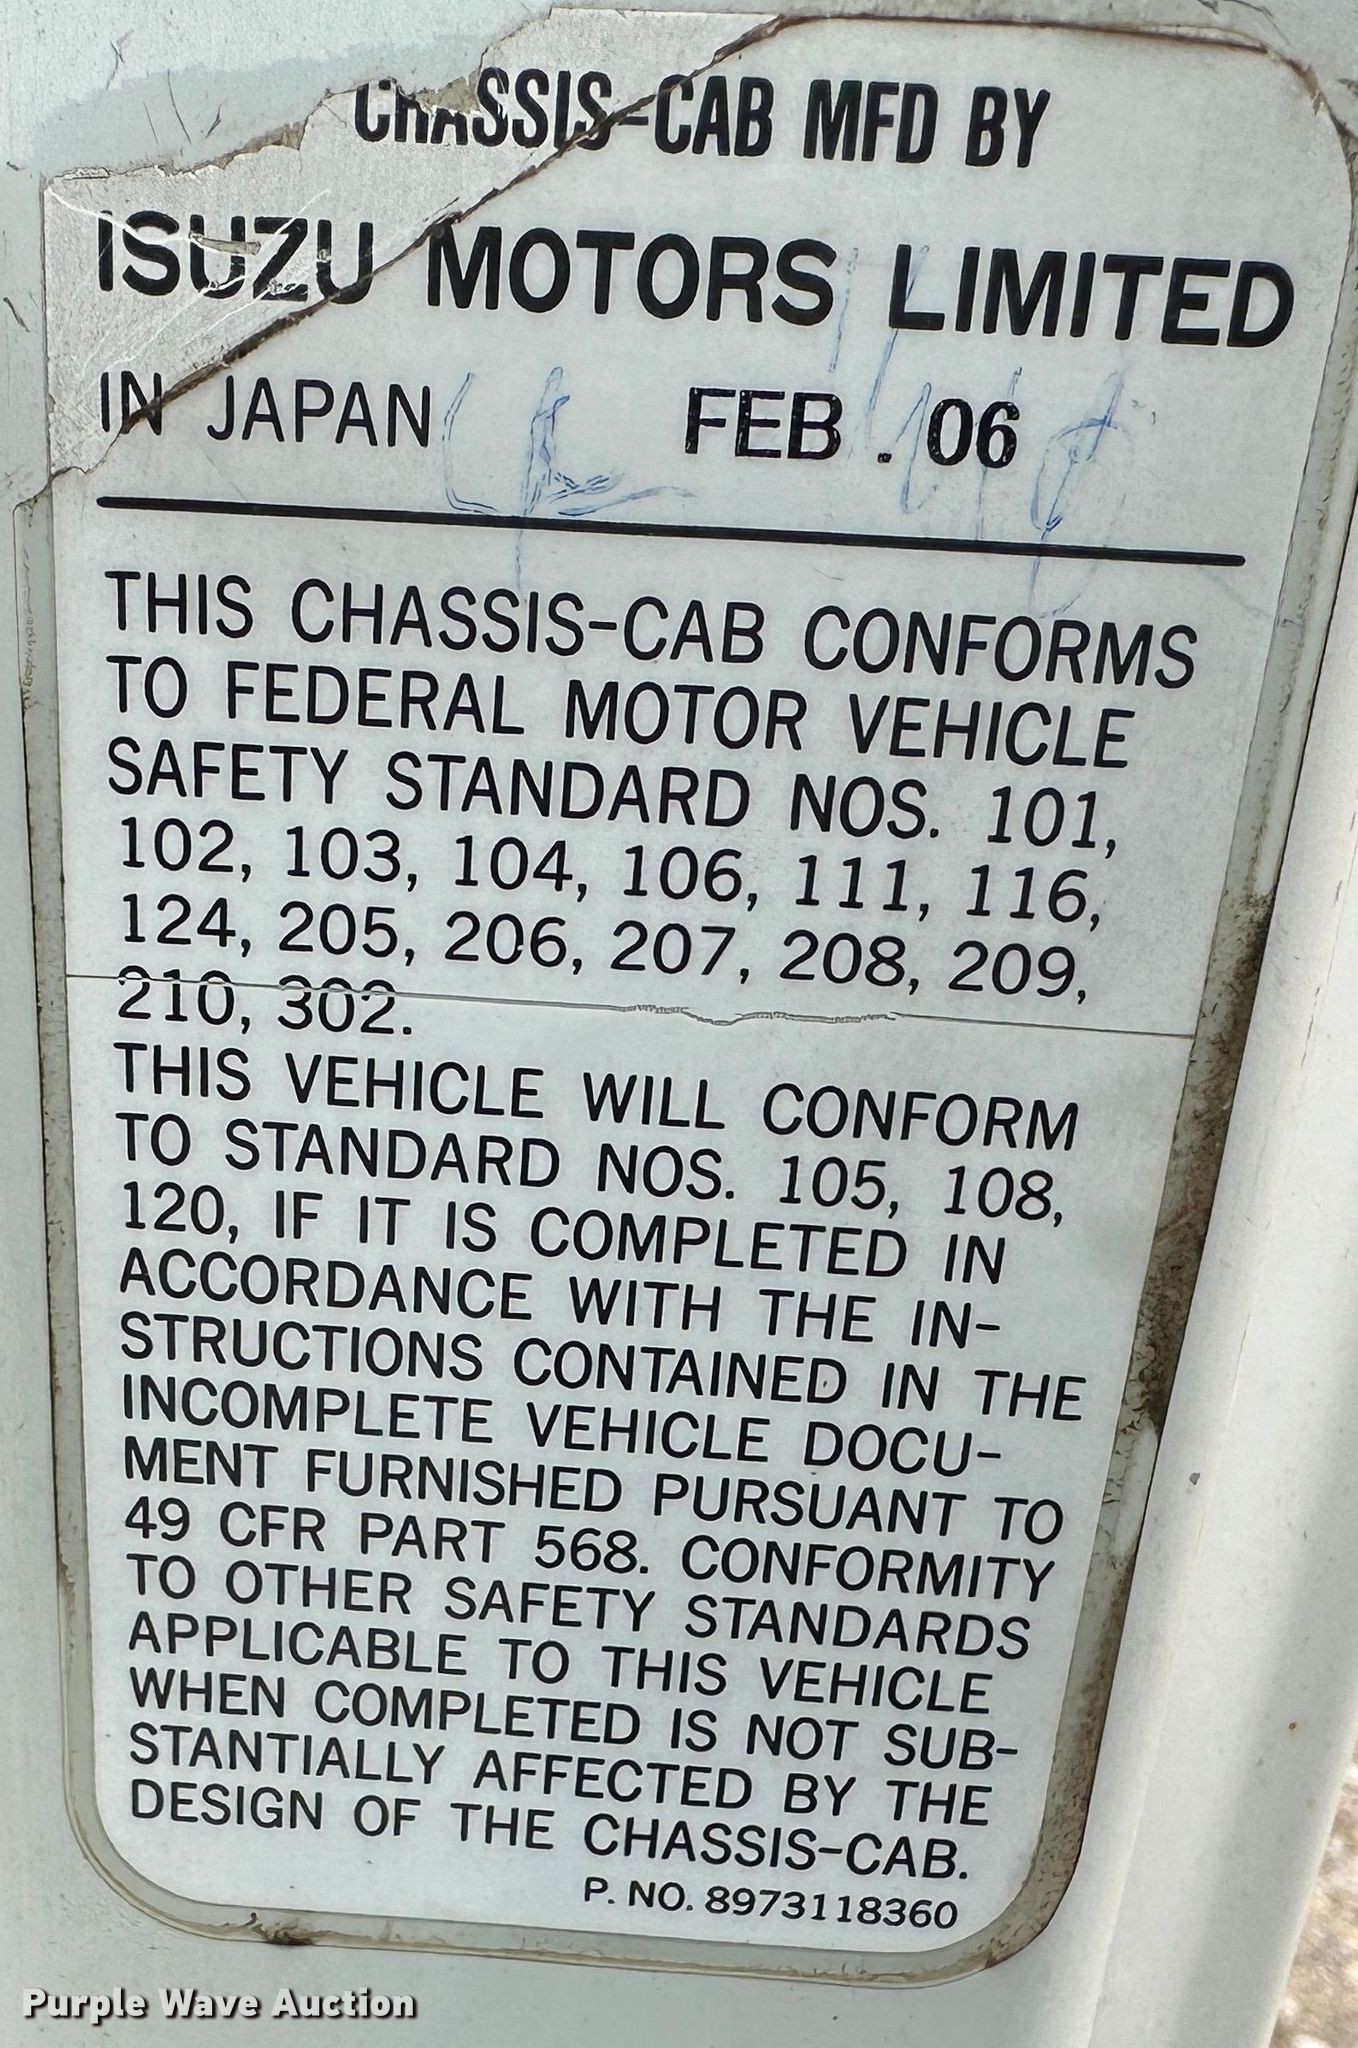 CHASSIS-CAB MFD BY
ISUZU MOTORS LIMITED
IN JAPAN FEB. 06
THIS CHASSIS-CAB CONFORMS
TO FEDERAL MOTOR VEHICLE
SAFETY STANDARD NOS. 101,
102, 103, 104, 106, 111, 116,
124, 205, 206, 207, 208, 209,
210, 302.
THIS VEHICLE WILL CONFORM
TO STANDARD NOS. 105, 108,
120, IF IT IS COMPLETED IN
ACCORDANCE WITH THE IN-
STRUCTIONS CONTAINED IN THE
INCOMPLETE VEHICLE DOCU-
MENT FURNISHED PURSUANT TO
49 CFR PART 568. CONFORMITY
TO OTHER SAFETY STANDARDS
APPLICABLE TO THIS VEHICLE
WHEN COMPLETED IS NOT SUB-
STANTIALLY AFFECTED BY THE
DESIGN OF THE CHASSIS-CAB.
P. NO. 8973118360
Purple Wave Auction